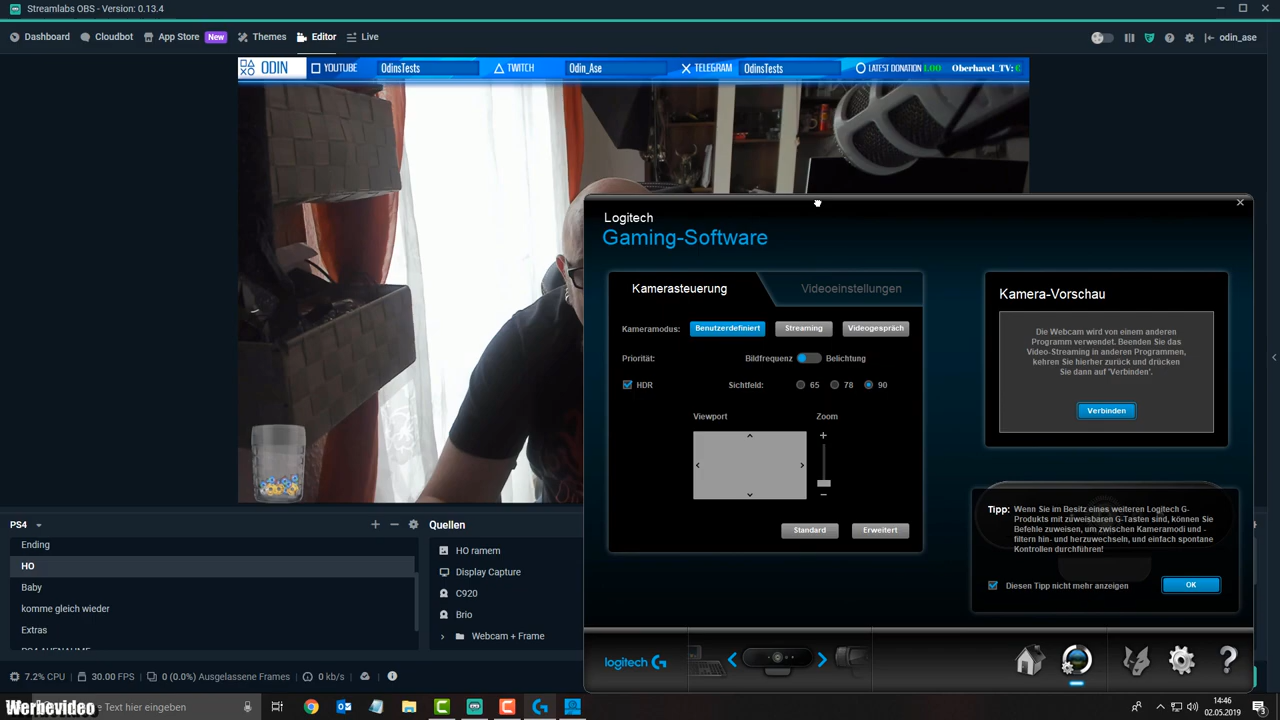 Streamlabs OBS - Version: 0.13.4
Dashboard
Cloudbot
App Store
New
Themes
Editor
Live
odin_ase
ODIN
YOUTUBE
OdinsTests
TWITCH
Odin_Ase
TELEGRAM
OdinsTests
LATEST DONATION 1,00
Oberhavel_TV: €
Logitech
Gaming-Software
Kamerasteuerung
Videoeinstellungen
Kameramodus:
Benutzerdefiniert
Streaming
Videogespräch
Priorität:
Bildfrequenz
Belichtung
HDR
Sichtfeld:
65
78
90
Viewport
Zoom
Standard
Erweitert
Kamera-Vorschau
Die Webcam wird von einem anderen
Programm verwendet. Beenden Sie das
Video-Streaming in anderen Programmen,
kehren Sie hierher zurück und drücken
Sie dann auf 'Verbinden'.
Verbinden
Tipp:
Wenn Sie im Besitz eines weiteren Logitech G-
Produkts mit zuweisbaren G-Tasten sind, können Sie
Befehle zuweisen, um zwischen Kameramodi und -
filtern hin- und herzuwechseln, und einfach spontane
Kontrollen durchführen!
Diesen Tipp nicht mehr anzeigen
OK
logitech G
PS4
Ending
HO
Baby
komme gleich wieder
Extras
PS4 AUFNAHME
Quellen
HO ramem
Display Capture
C920
Brio
Webcam + Frame
7.2% CPU
30.00 FPS
0 (0.0%) Ausgelassene Frames
0 kb/s
Werbevideo
Text hier eingeben
14:46
02.05.2019